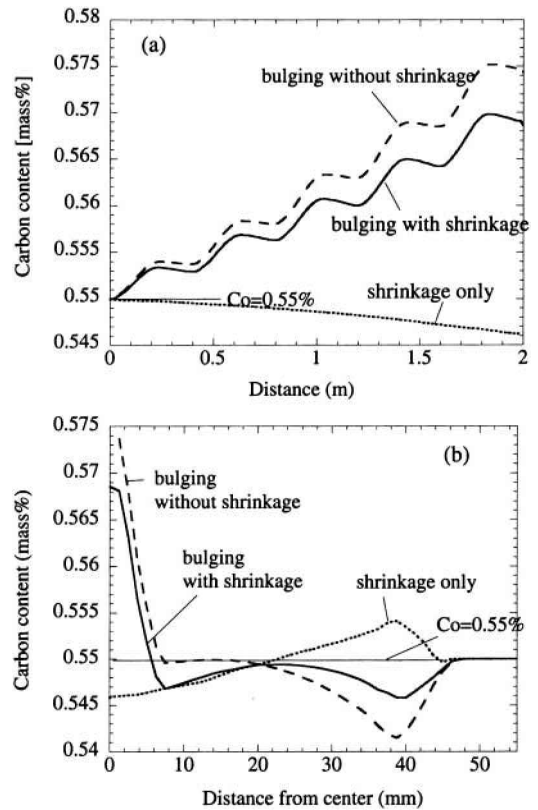 0.58
(a)
0.575
bulging without shrinkage
0.57
0.565
0.56
bulging with shrinkage
0.555
0.55
Co=0.55%
shrinkage only
0.545
0
0.5
1
1.5
2
Carbon content [mass%]
Distance (m)
0.575
(b)
0.57
bulging
without shrinkage
0.565
0.56
bulging
with shrinkage
0.555
shrinkage only
Co=0.55%
0.55
0.545
0.54
0
10
20
30
40
50
Carbon content (mass%)
Distance from center (mm)